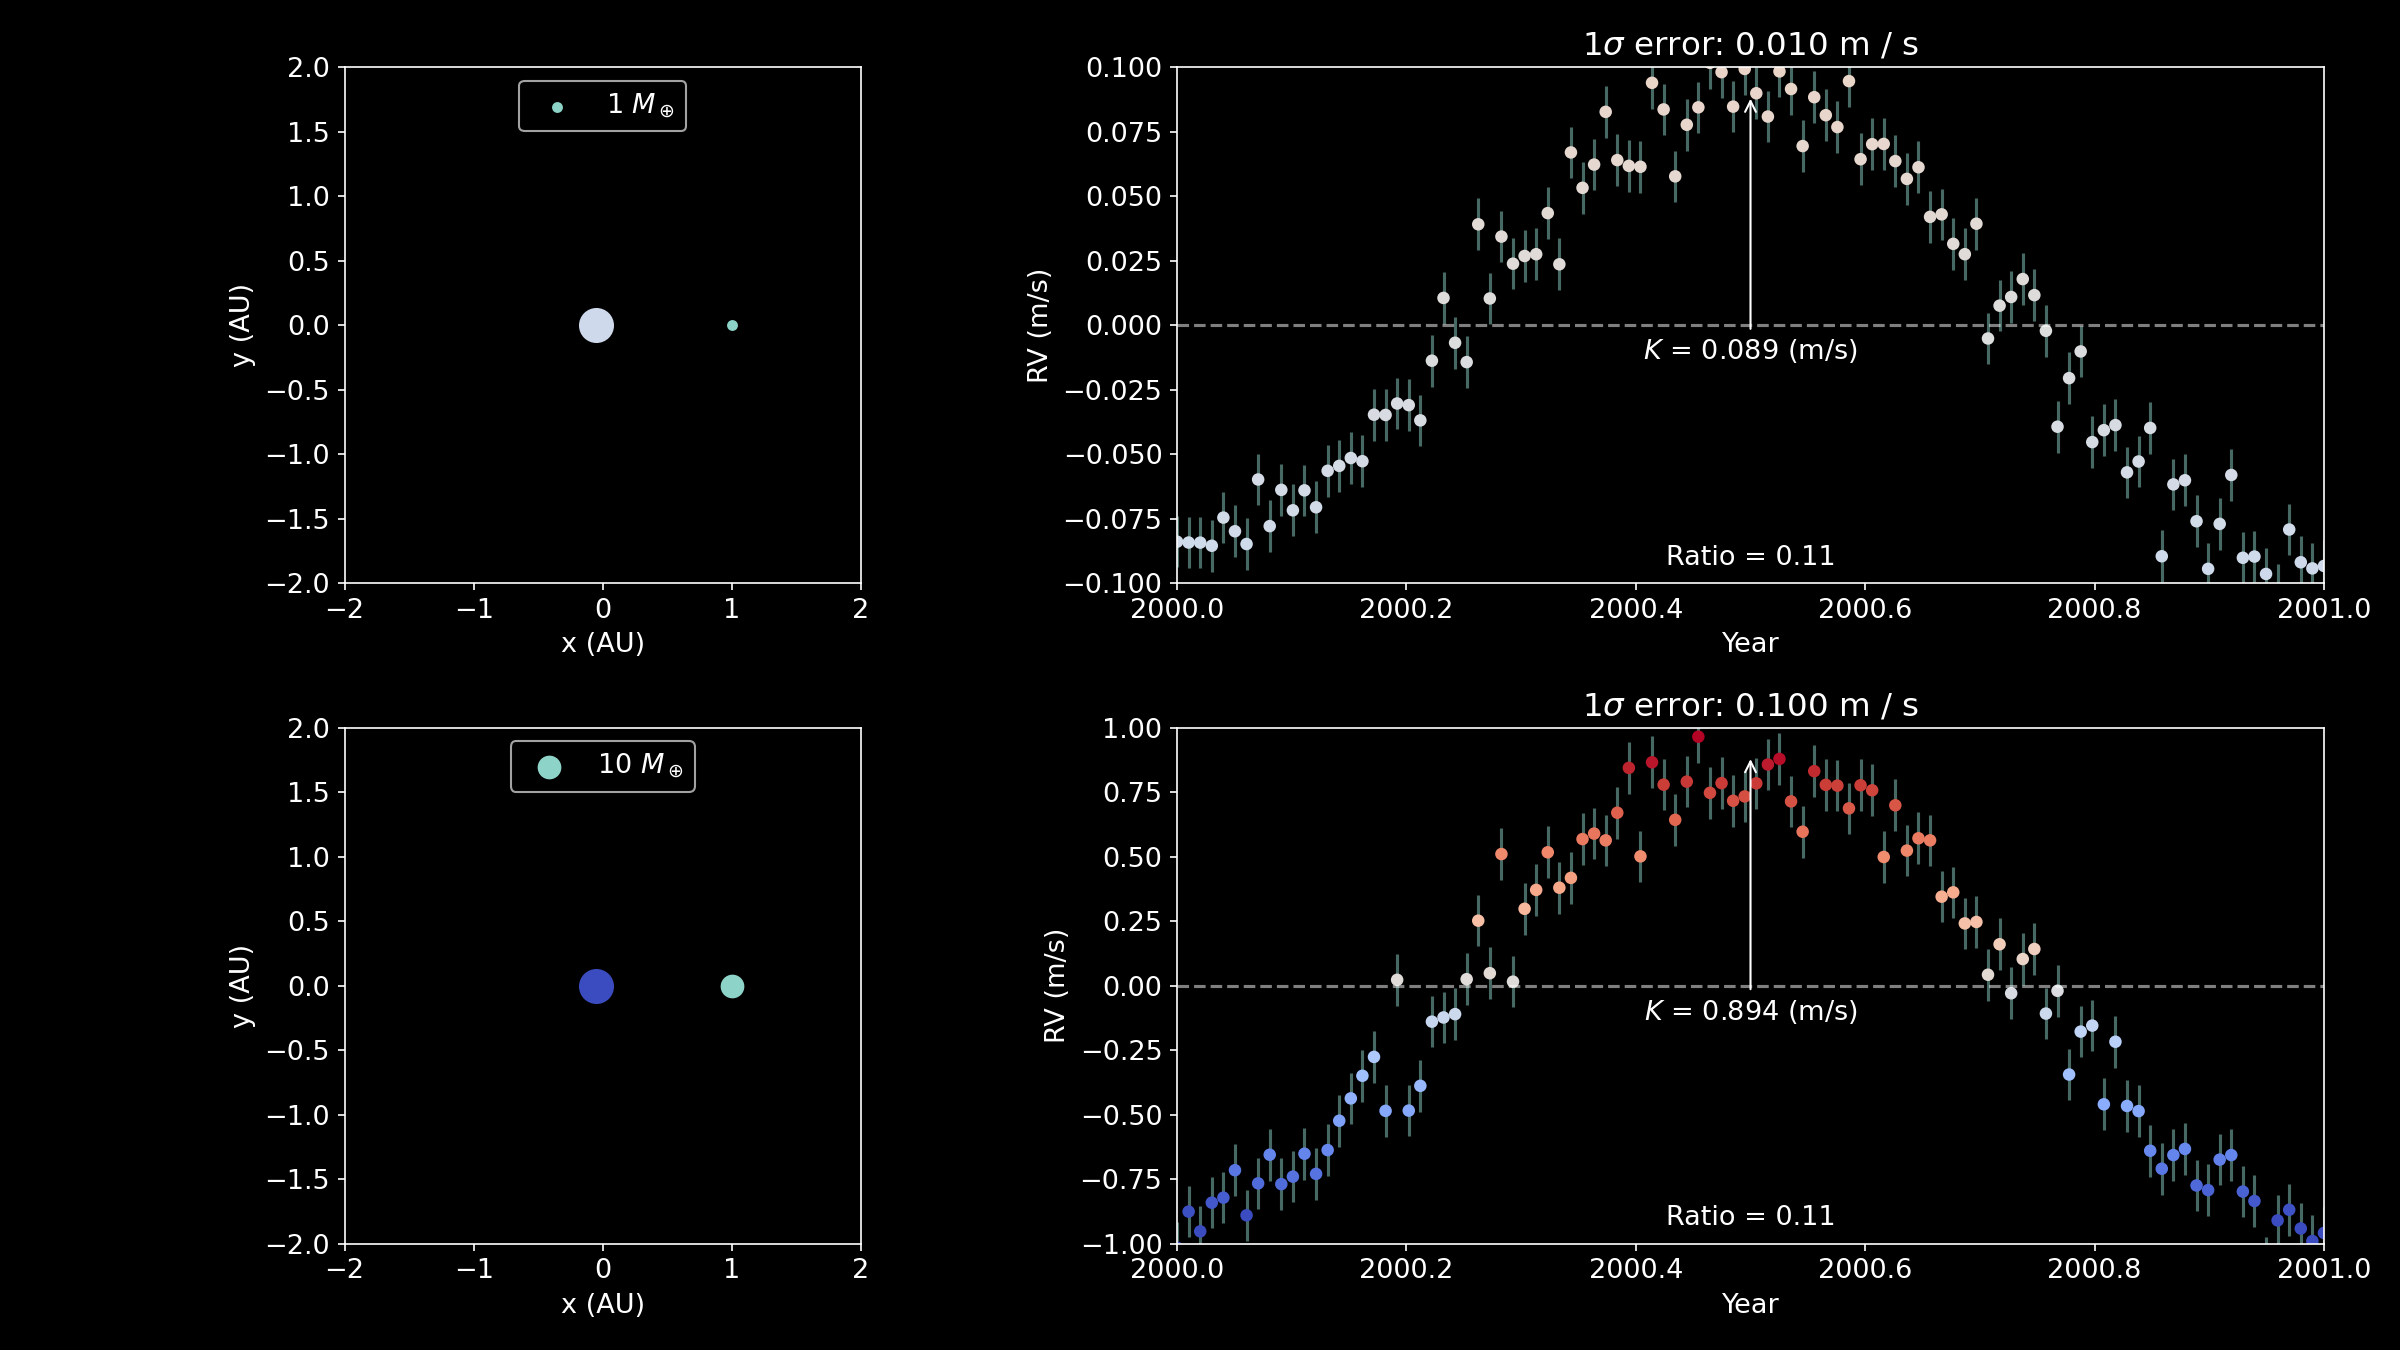 1 M⊕
2.0
1.5
1.0
0.5
0.0
−0.5
−1.0
−1.5
−2.0
y (AU)
−2 −1 0 1 2
x (AU)
1σ error: 0.010 m / s
0.100
0.075
0.050
0.025
0.000
−0.025
−0.050
−0.075
−0.100
RV (m/s)
K = 0.089 (m/s)
Ratio = 0.11
2000.0 2000.2 2000.4 2000.6 2000.8 2001.0
Year
10 M⊕
2.0
1.5
1.0
0.5
0.0
−0.5
−1.0
−1.5
−2.0
y (AU)
−2 −1 0 1 2
x (AU)
1σ error: 0.100 m / s
1.00
0.75
0.50
0.25
0.00
−0.25
−0.50
−0.75
−1.00
RV (m/s)
K = 0.894 (m/s)
Ratio = 0.11
2000.0 2000.2 2000.4 2000.6 2000.8 2001.0
Year